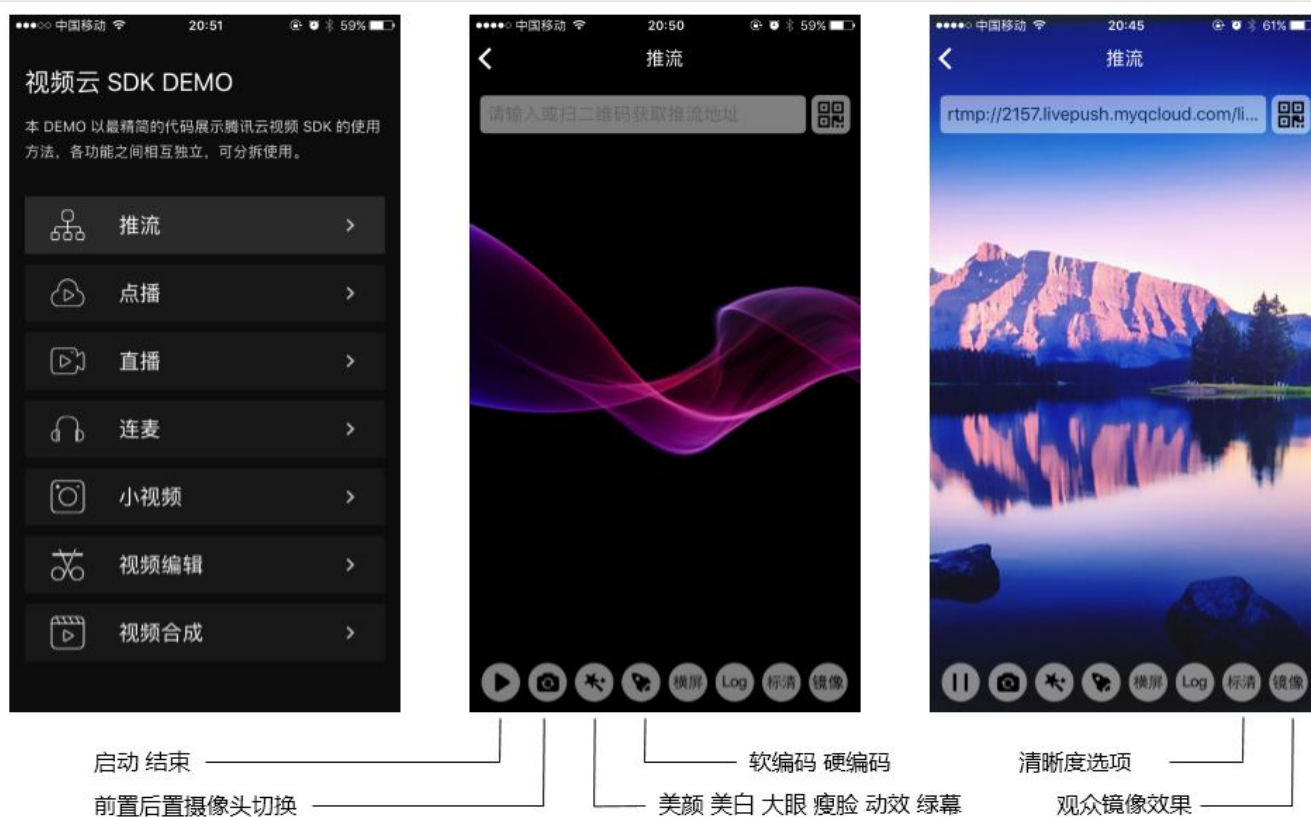 中国移动 20:51 59%
视频云 SDK DEMO
本 DEMO 以最精简的代码展示腾讯云视频 SDK 的使用
方法，各功能之间相互独立，可分拆使用。
推流
点播
直播
连麦
小视频
视频编辑
视频合成
中国移动 20:50 59%
推流
请输入或扫二维码获取推流地址
横屏 Log 标清 镜像
中国移动 20:45 61%
推流
rtmp://2157.livepush.myqcloud.com/li...
横屏 Log 标清 镜像
启动 结束
前置后置摄像头切换
软编码 硬编码
美颜 美白 大眼 瘦脸 动效 绿幕
清晰度选项
观众镜像效果